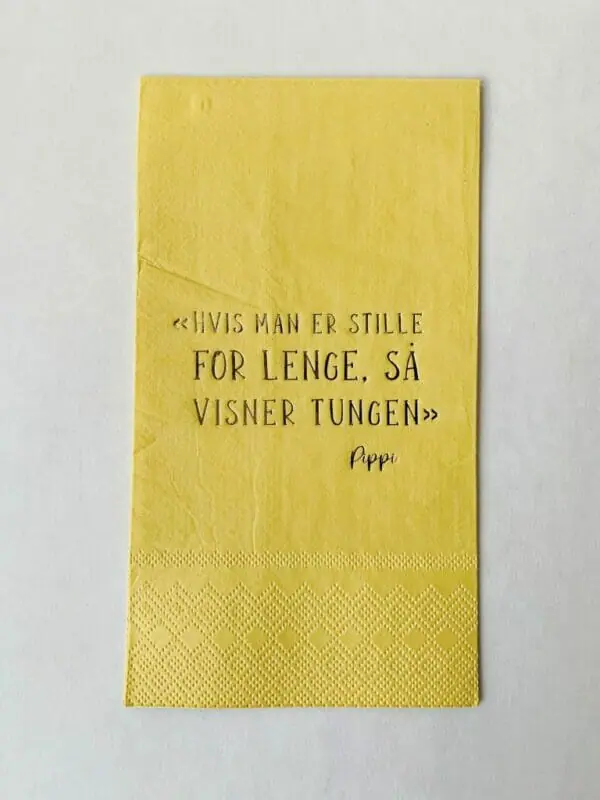 «HVIS MAN ER STILLE
FOR LENGE, SÅ
VISNER TUNGEN»
Pippi